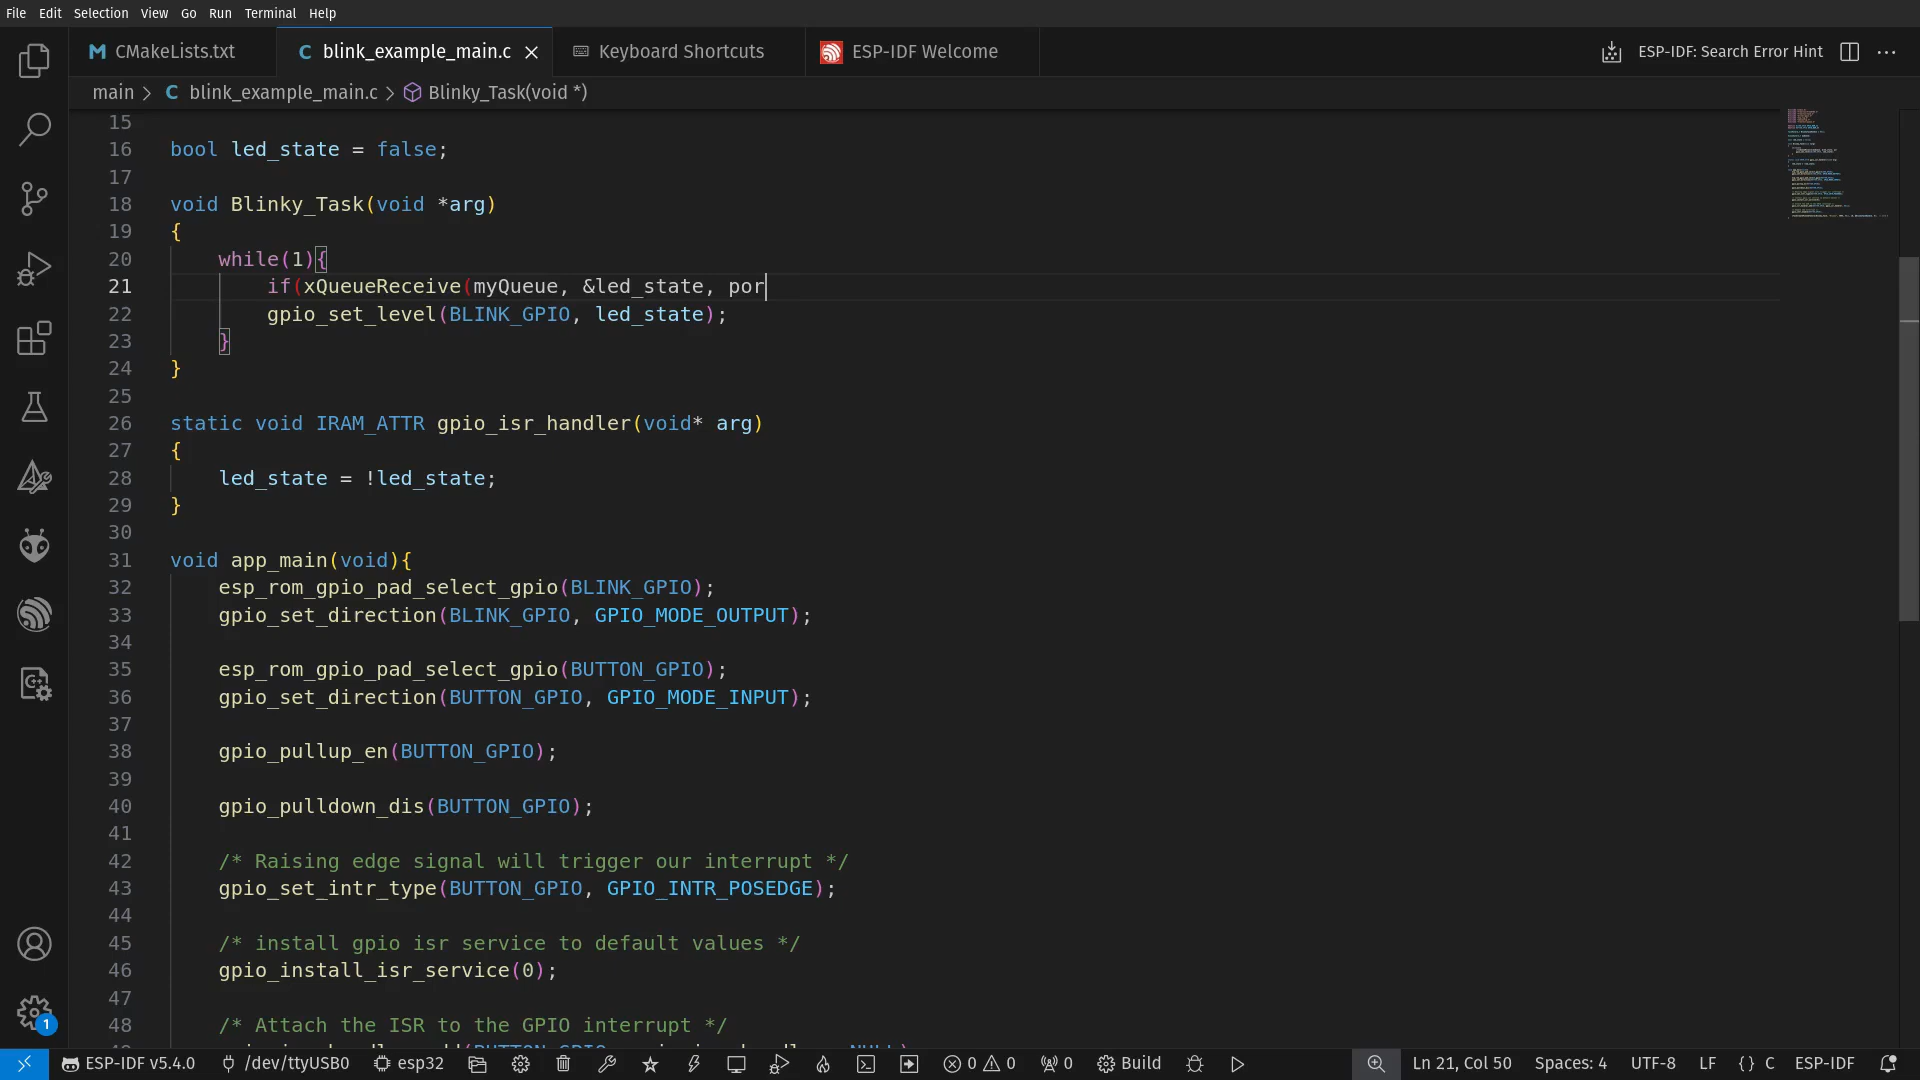 File Edit Selection View Go Run Terminal Help
CMakeLists.txt
blink_example_main.c
Keyboard Shortcuts
ESP-IDF Welcome
ESP-IDF: Search Error Hint
main > C blink_example_main.c > Blinky_Task(void *)
15
16 bool led_state = false;
17
18 void Blinky_Task(void *arg)
19 {
20 while(1){
21 if(xQueueReceive(myQueue, &led_state, por
22 gpio_set_level(BLINK_GPIO, led_state);
23 }
24 }
25
26 static void IRAM_ATTR gpio_isr_handler(void* arg)
27 {
28 led_state = !led_state;
29 }
30
31 void app_main(void){
32 esp_rom_gpio_pad_select_gpio(BLINK_GPIO);
33 gpio_set_direction(BLINK_GPIO, GPIO_MODE_OUTPUT);
34
35 esp_rom_gpio_pad_select_gpio(BUTTON_GPIO);
36 gpio_set_direction(BUTTON_GPIO, GPIO_MODE_INPUT);
37
38 gpio_pullup_en(BUTTON_GPIO);
39
40 gpio_pulldown_dis(BUTTON_GPIO);
41
42 /* Raising edge signal will trigger our interrupt */
43 gpio_set_intr_type(BUTTON_GPIO, GPIO_INTR_POSEDGE);
44
45 /* install gpio isr service to default values */
46 gpio_install_isr_service(0);
47
48 /* Attach the ISR to the GPIO interrupt */
1
ESP-IDF v5.4.0 /dev/ttyUSB0 esp32 0 0 0 Build Ln 21, Col 50 Spaces: 4 UTF-8 LF {} C ESP-IDF